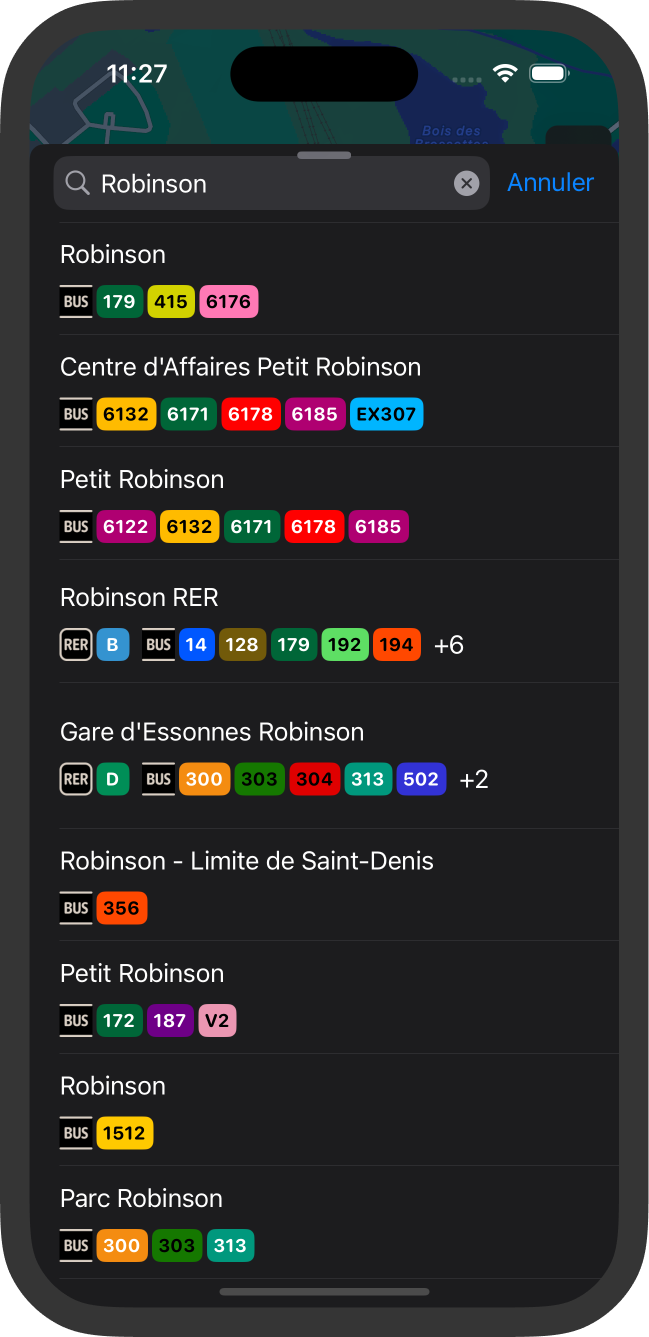 11:27
Bois des
Robinson
Annuler
Robinson
BUS 179 415 6176
Centre d'Affaires Petit Robinson
BUS 6132 6171 6178 6185 EX307
Petit Robinson
BUS 6122 6132 6171 6178 6185
Robinson RER
RER B BUS 14 128 179 192 194 +6
Gare d'Essonnes Robinson
RER D BUS 300 303 304 313 502 +2
Robinson - Limite de Saint-Denis
BUS 356
Petit Robinson
BUS 172 187 V2
Robinson
BUS 1512
Parc Robinson
BUS 300 303 313